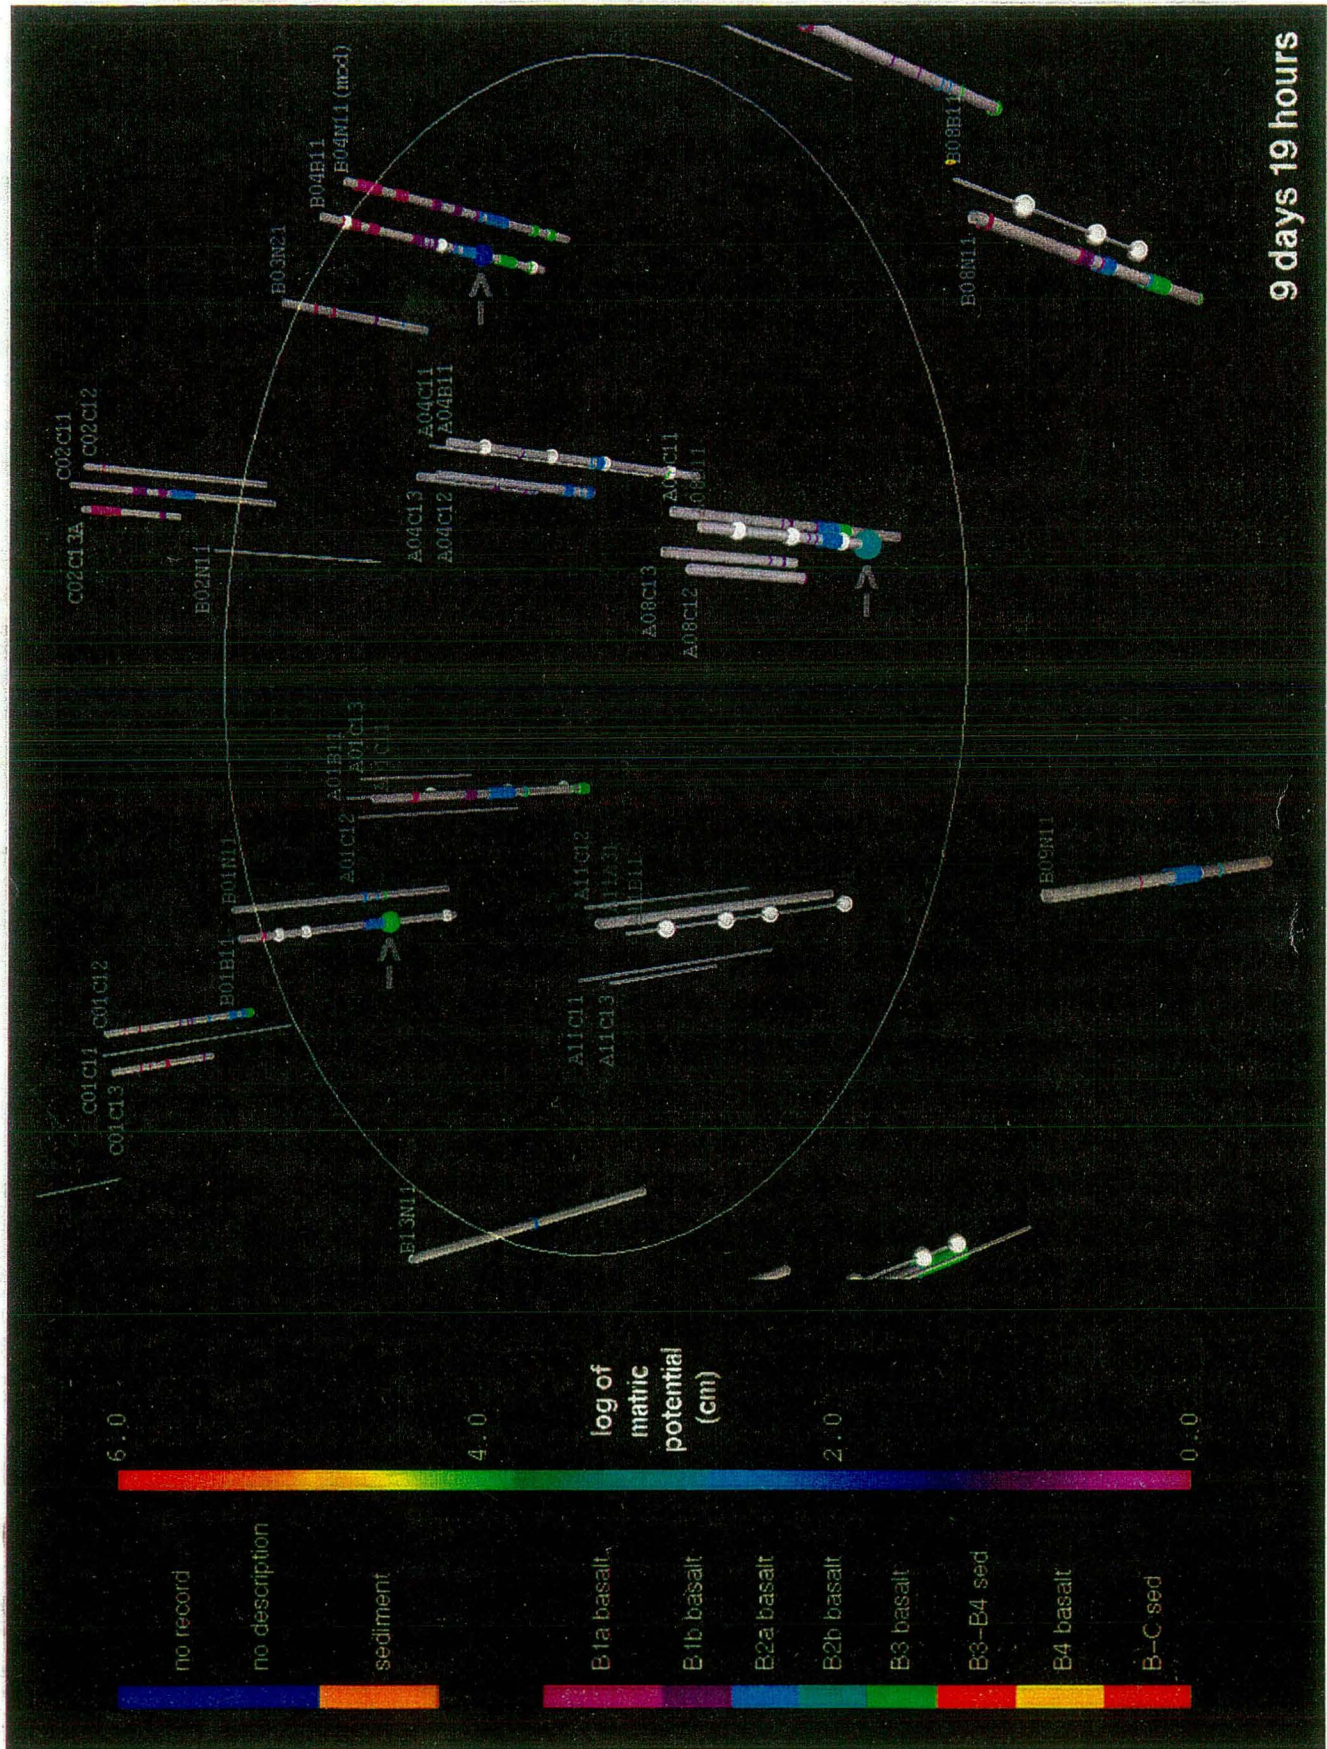 no record
no description
sediment
B1a basalt
B1b basalt
B2a basalt
B2b basalt
B3 basalt
B3-B4 sed
B4 basalt
B-C sed
6.0
4.0
2.0
0.0
log of
matric
potential
(cm)
B13N11
C01C11
C01C13
C01C12
B01B11
B01N11
A01C12
A01B11
A01C13
A11C12
A11C11
A11C13
B09N11
C02C13A
C02C11
C02C12
B02N11
B03N21
B04B11
B04N11(mod)
A04C13
A04C12
A04C11
A04B11
A08C13
A08C12
B08N11
B08B11
9 days 19 hours